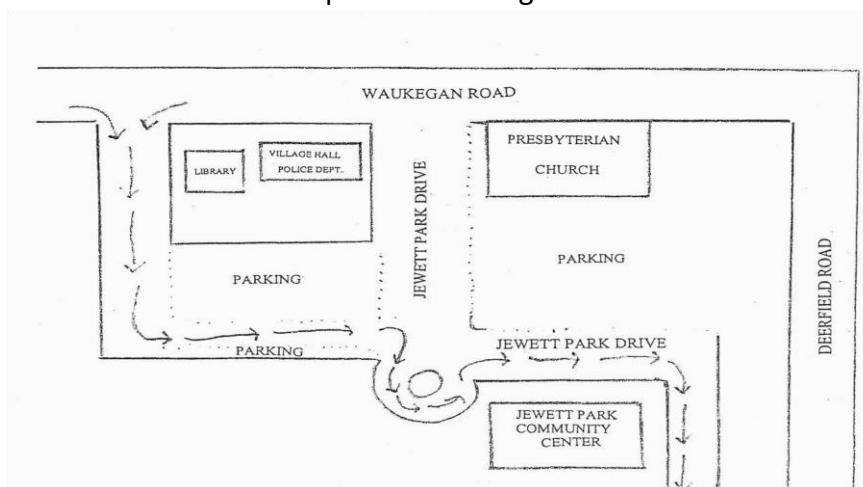 WAUKEGAN ROAD
PRESBYTERIAN
CHURCH
LIBRARY
VILLAGE HALL
POLICE DEPT.
JEWETT PARK DRIVE
PARKING
PARKING
DEERFIELD ROAD
PARKING
JEWETT PARK DRIVE
JEWETT PARK
COMMUNITY
CENTER